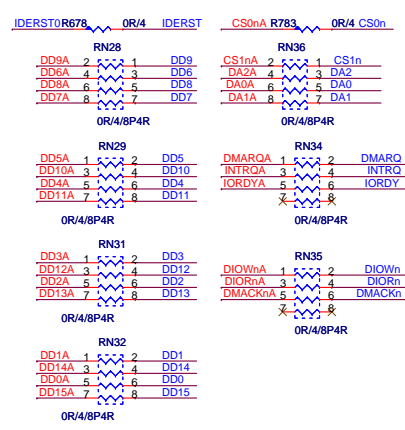 IDERST0 R678 0R/4 IDERST
CS0nA R783 0R/4 CS0n
RN28
DD9A 2 1 DD9
DD6A 4 3 DD6
DD8A 6 5 DD8
DD7A 8 7 DD7
0R/4/8P4R
RN36
CS1nA 2 1 CS1n
DA2A 4 3 DA2
DA0A 6 5 DA0
DA1A 8 7 DA1
0R/4/8P4R
RN29
DD5A 1 2 DD5
DD10A 3 4 DD10
DD4A 5 6 DD4
DD11A 7 8 DD11
0R/4/8P4R
RN34
DMARQA 1 2 DMARQ
INTRQA 3 4 INTRQ
IORDYA 5 6 IORDY
7 8
0R/4/8P4R
RN31
DD3A 1 2 DD3
DD12A 3 4 DD12
DD2A 5 6 DD2
DD13A 7 8 DD13
0R/4/8P4R
RN35
DIOWnA 1 2 DIOWn
DIORnA 3 4 DIORn
DMACKnA 5 6 DMACKn
7 8
0R/4/8P4R
RN32
DD1A 1 2 DD1
DD14A 3 4 DD14
DD0A 5 6 DD0
DD15A 7 8 DD15
0R/4/8P4R